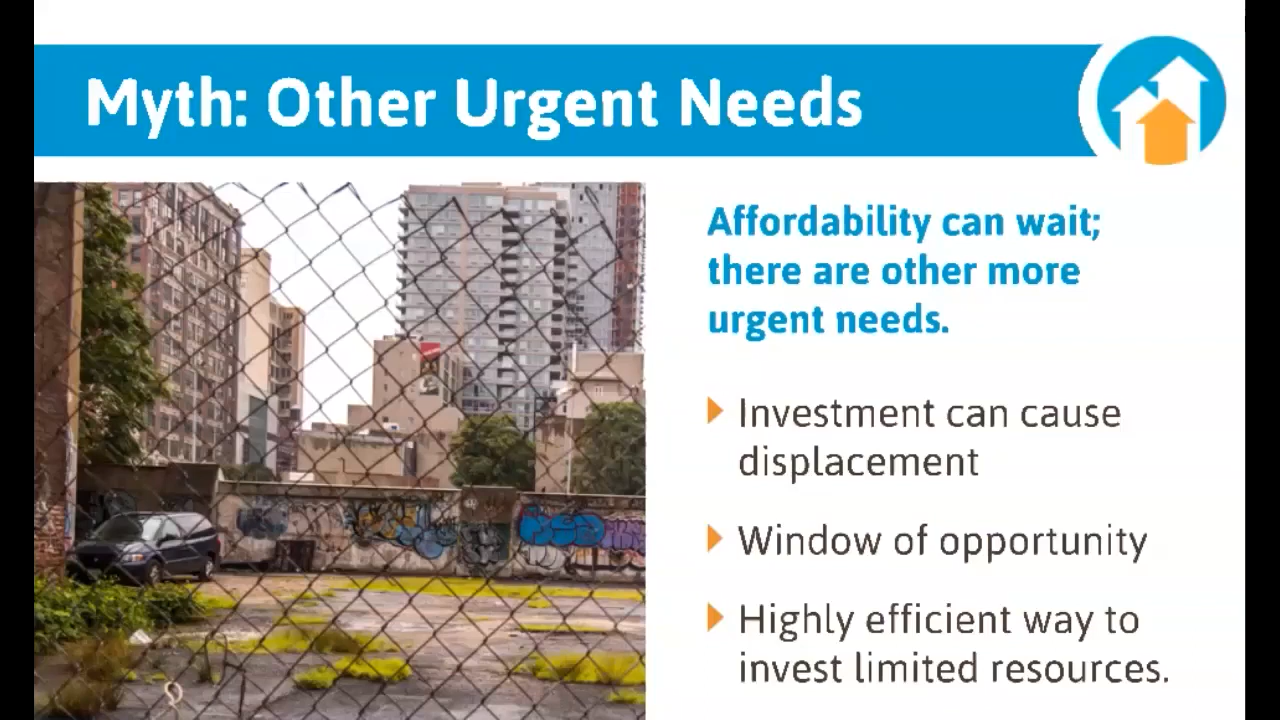 Myth: Other Urgent Needs
Affordability can wait;
there are other more
urgent needs.
Investment can cause
displacement
Window of opportunity
Highly efficient way to
invest limited resources.